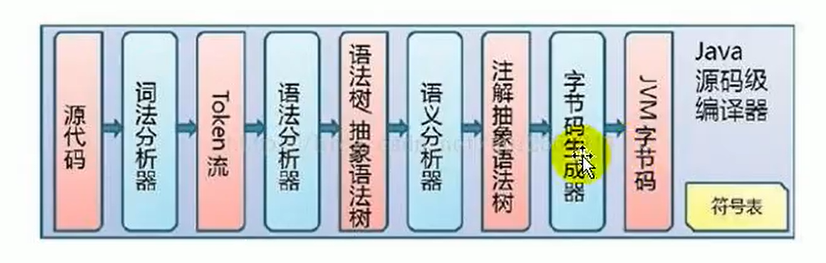 源代码
词法分析器
Token 流
语法分析器
语法树/ 抽象语法树
语义分析器
注解抽象语法树
字节码生成器
JVM 字节码
Java
源码级
编译器
符号表